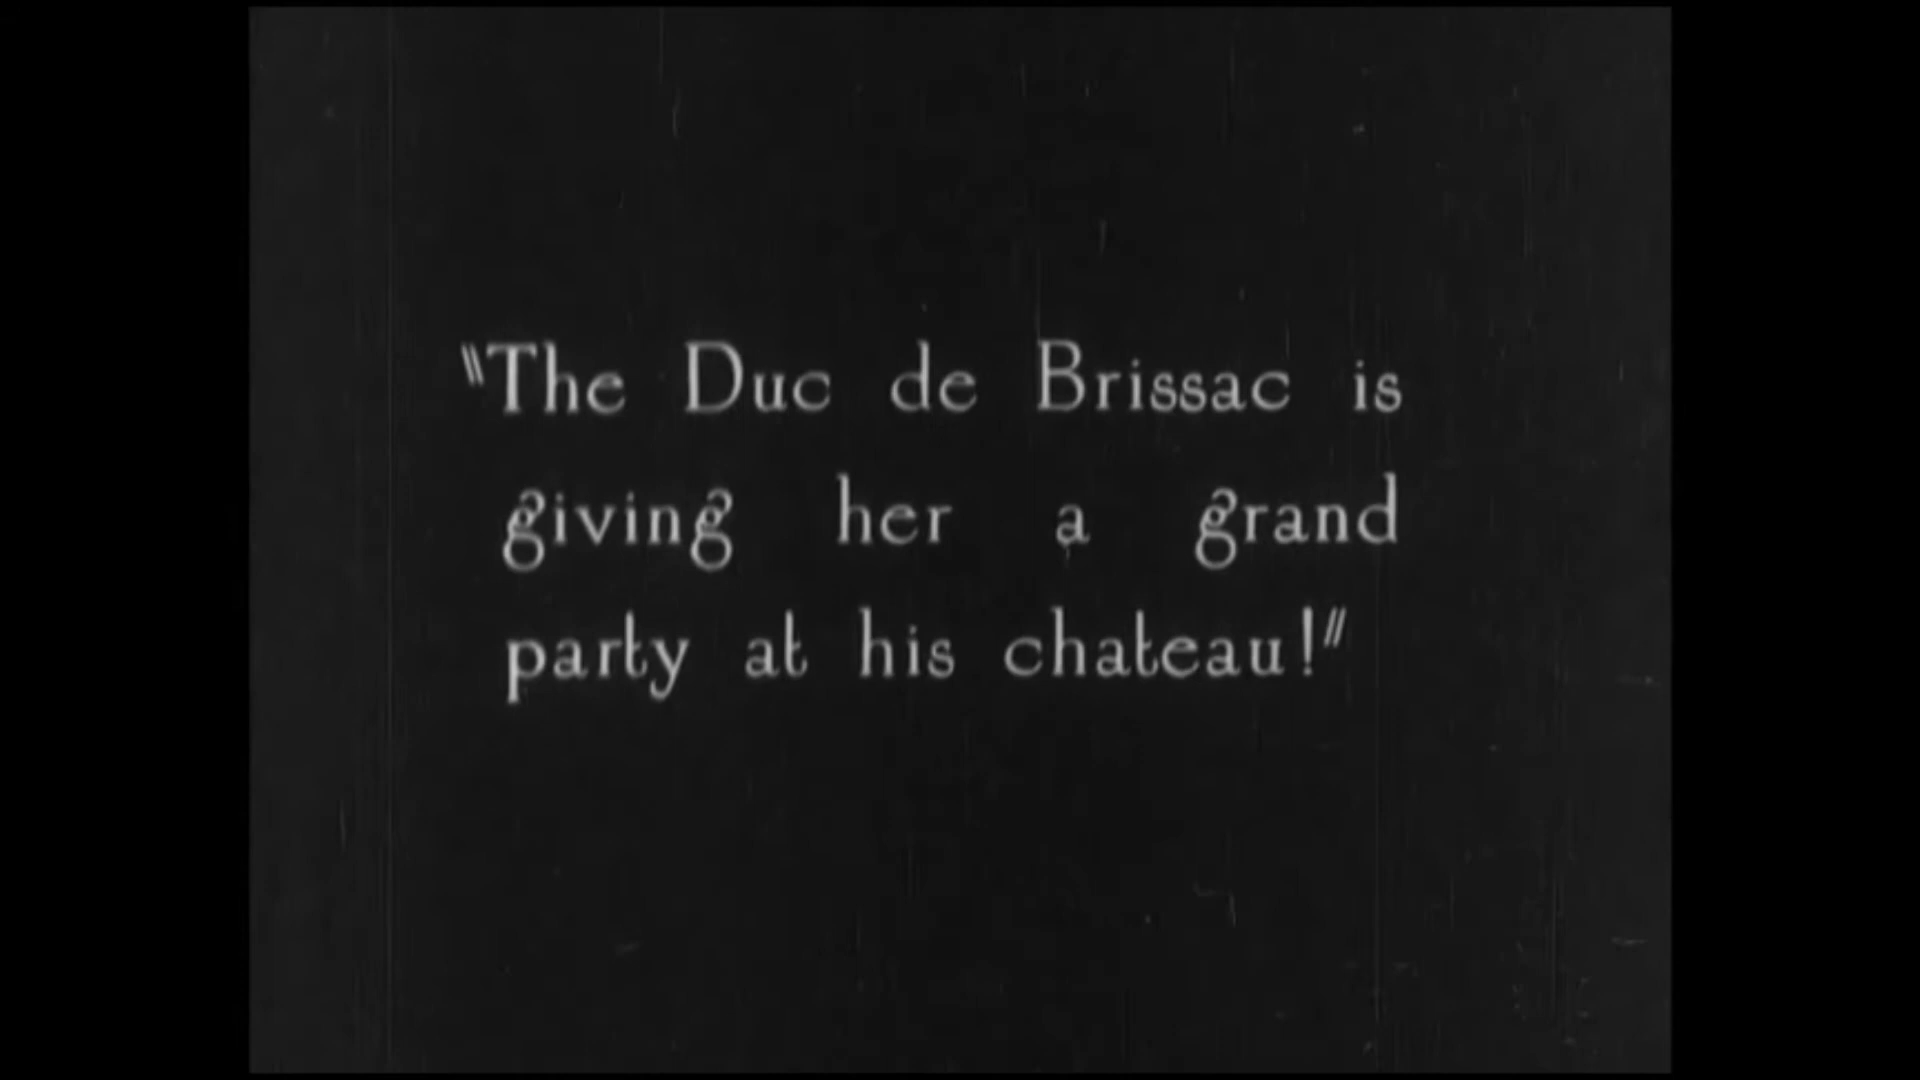 "The Duc de Brissac is
giving her a grand
party at his chateau!"